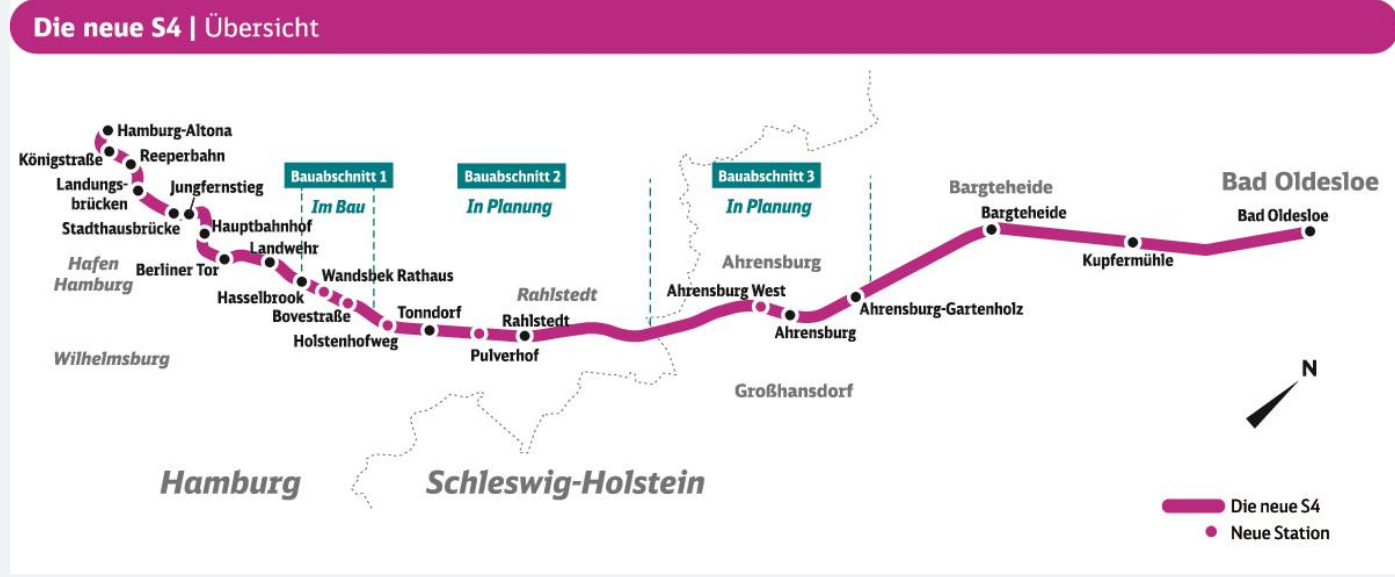 Die neue S4 | Übersicht
Hamburg-Altona
Königstraße
Reeperbahn
Landungs-
brücken
Jungfernstieg
Stadthausbrücke
Hauptbahnhof
Hafen
Hamburg
Berliner Tor
Landwehr
Hasselbrook
Wandsbek Rathaus
Bovestraße
Holstenhofweg
Wilhelmsburg
Bauabschnitt 1
Im Bau
Bauabschnitt 2
In Planung
Tonndorf
Pulverhof
Rahlstedt
Rahlstedt
Bauabschnitt 3
In Planung
Ahrensburg
Ahrensburg West
Ahrensburg
Ahrensburg-Gartenholz
Großhansdorf
Bargteheide
Bargteheide
Kupfermühle
Bad Oldesloe
Bad Oldesloe
N
Hamburg
Schleswig-Holstein
Die neue S4
Neue Station